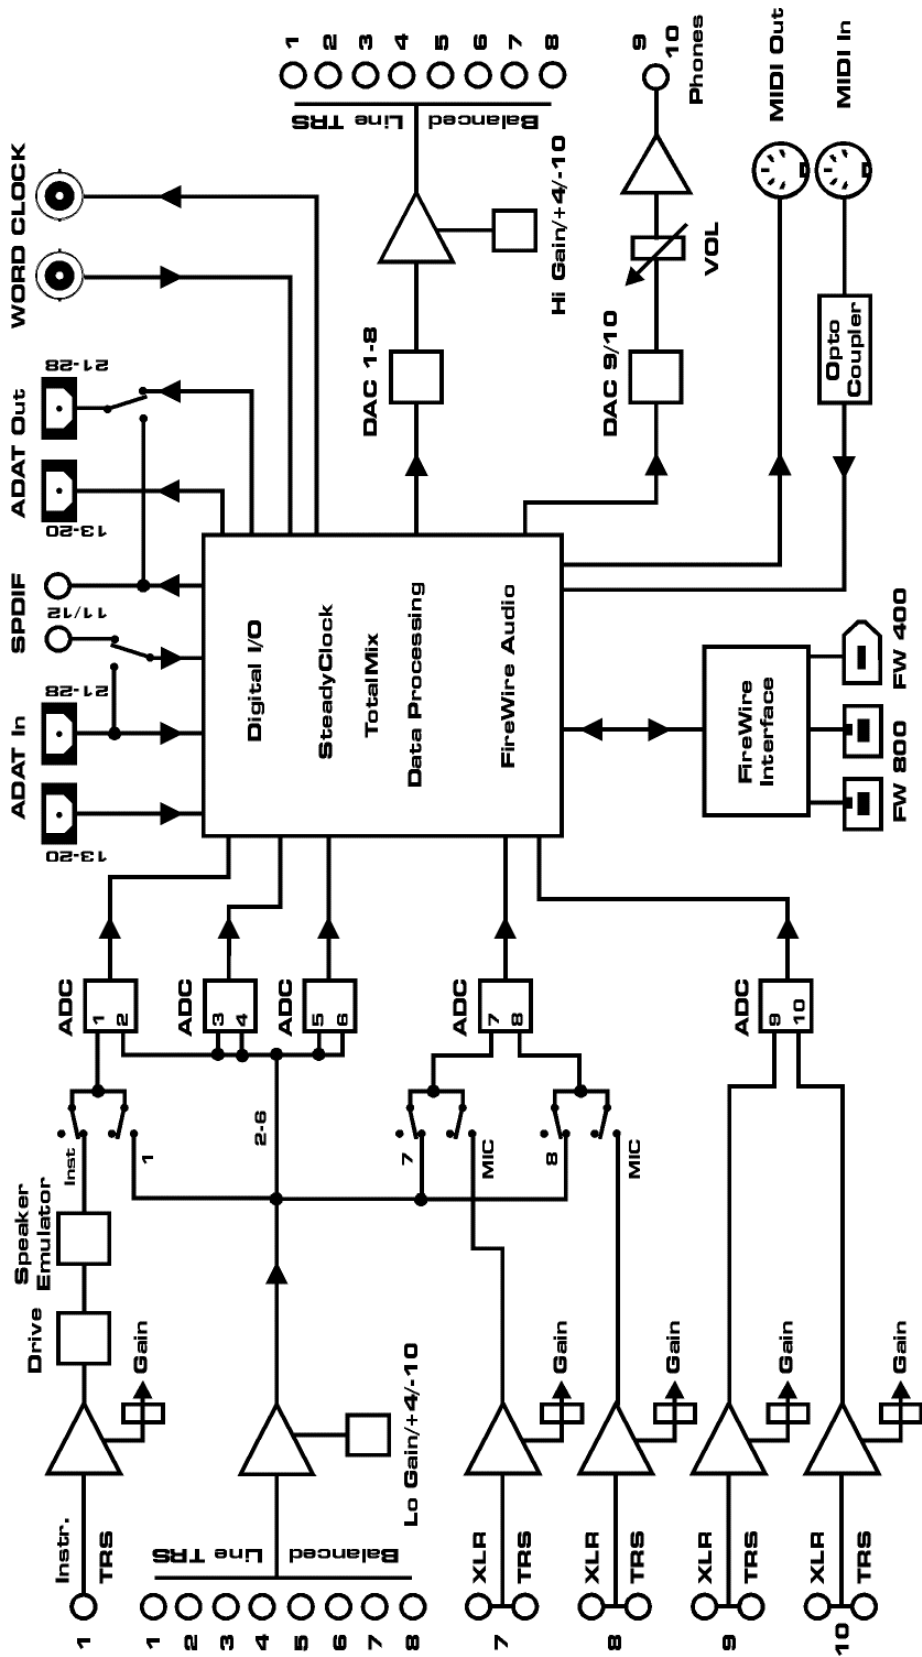 1
Instr.
TRS
Gain
Drive
Speaker
Emulator
Inst
1
ADC
1
2
1
2
3
4
5
6
7
8
Line TRS
Balanced
Lo Gain/+4/-10
2-6
ADC
3
4
ADC
5
6
7
XLR
TRS
Gain
7
MIC
ADC
7
8
8
XLR
TRS
Gain
8
MIC
9
XLR
TRS
Gain
10
XLR
TRS
Gain
ADC
9
10
13-20
ADAT In
21-28
11/12
SPDIF
13-20
ADAT Out
21-28
WORD CLOCK
Digital I/O
SteadyClock
TotalMix
Data Processing
FireWire Audio
DAC 1-8
Hi Gain/+4/-10
Line TRS
Balanced
1
2
3
4
5
6
7
8
DAC 9/10
VOL
9
10
Phones
MIDI Out
MIDI In
Opto
Coupler
FireWire
Interface
FW 800
FW 400